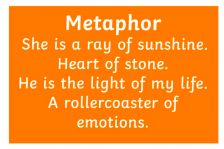 Metaphor
She is a ray of sunshine.
Heart of stone.
He is the light of my life.
A rollercoaster of
emotions.